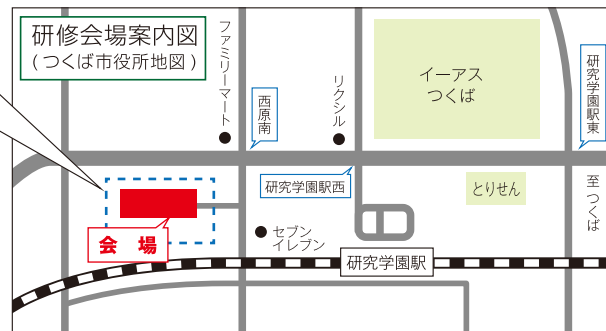 研修会場案内図
(つくば市役所地図)
ファミリーマート
西原南
リクシル
イーアス
つくば
研究学園駅東
研究学園駅西
とりせん
至つくば
会場
セブン
イレブン
研究学園駅